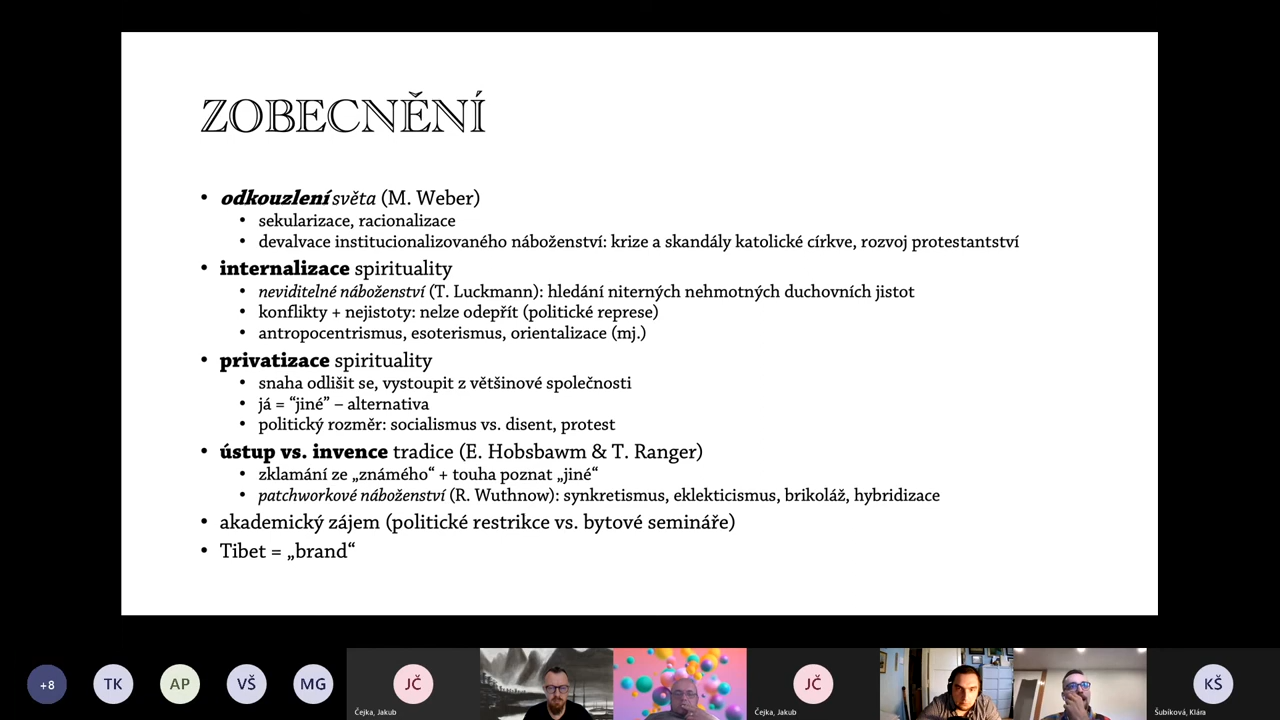 ZOBECNĚNÍ
• odkouzlení světa (M. Weber)
• sekularizace, racionalizace
• devalvace institucionalizovaného náboženství: krize a skandály katolické církve, rozvoj protestantství
• internalizace spirituality
• neviditelné náboženství (T. Luckmann): hledání niterných nehmotných duchovních jistot
• konflikty + nejistoty: nelze odepřít (politické represe)
• antropocentrismus, esoterismus, orientalizace (mj.)
• privatizace spirituality
• snaha odlišit se, vystoupit z většinové společnosti
• já = “jiné” – alternativa
• politický rozměr: socialismus vs. disent, protest
• ústup vs. invence tradice (E. Hobsbawm & T. Ranger)
• zklamání ze „známého“ + touha poznat „jiné“
• patchworkové náboženství (R. Wuthnow): synkretismus, eklekticismus, brikoláž, hybridizace
• akademický zájem (politické restrikce vs. bytové semináře)
• Tibet = „brand“
+8 TK AP VŠ MG JČ JČ KŠ
Čejka, Jakub Čejka, Jakub Šubíková, Klára